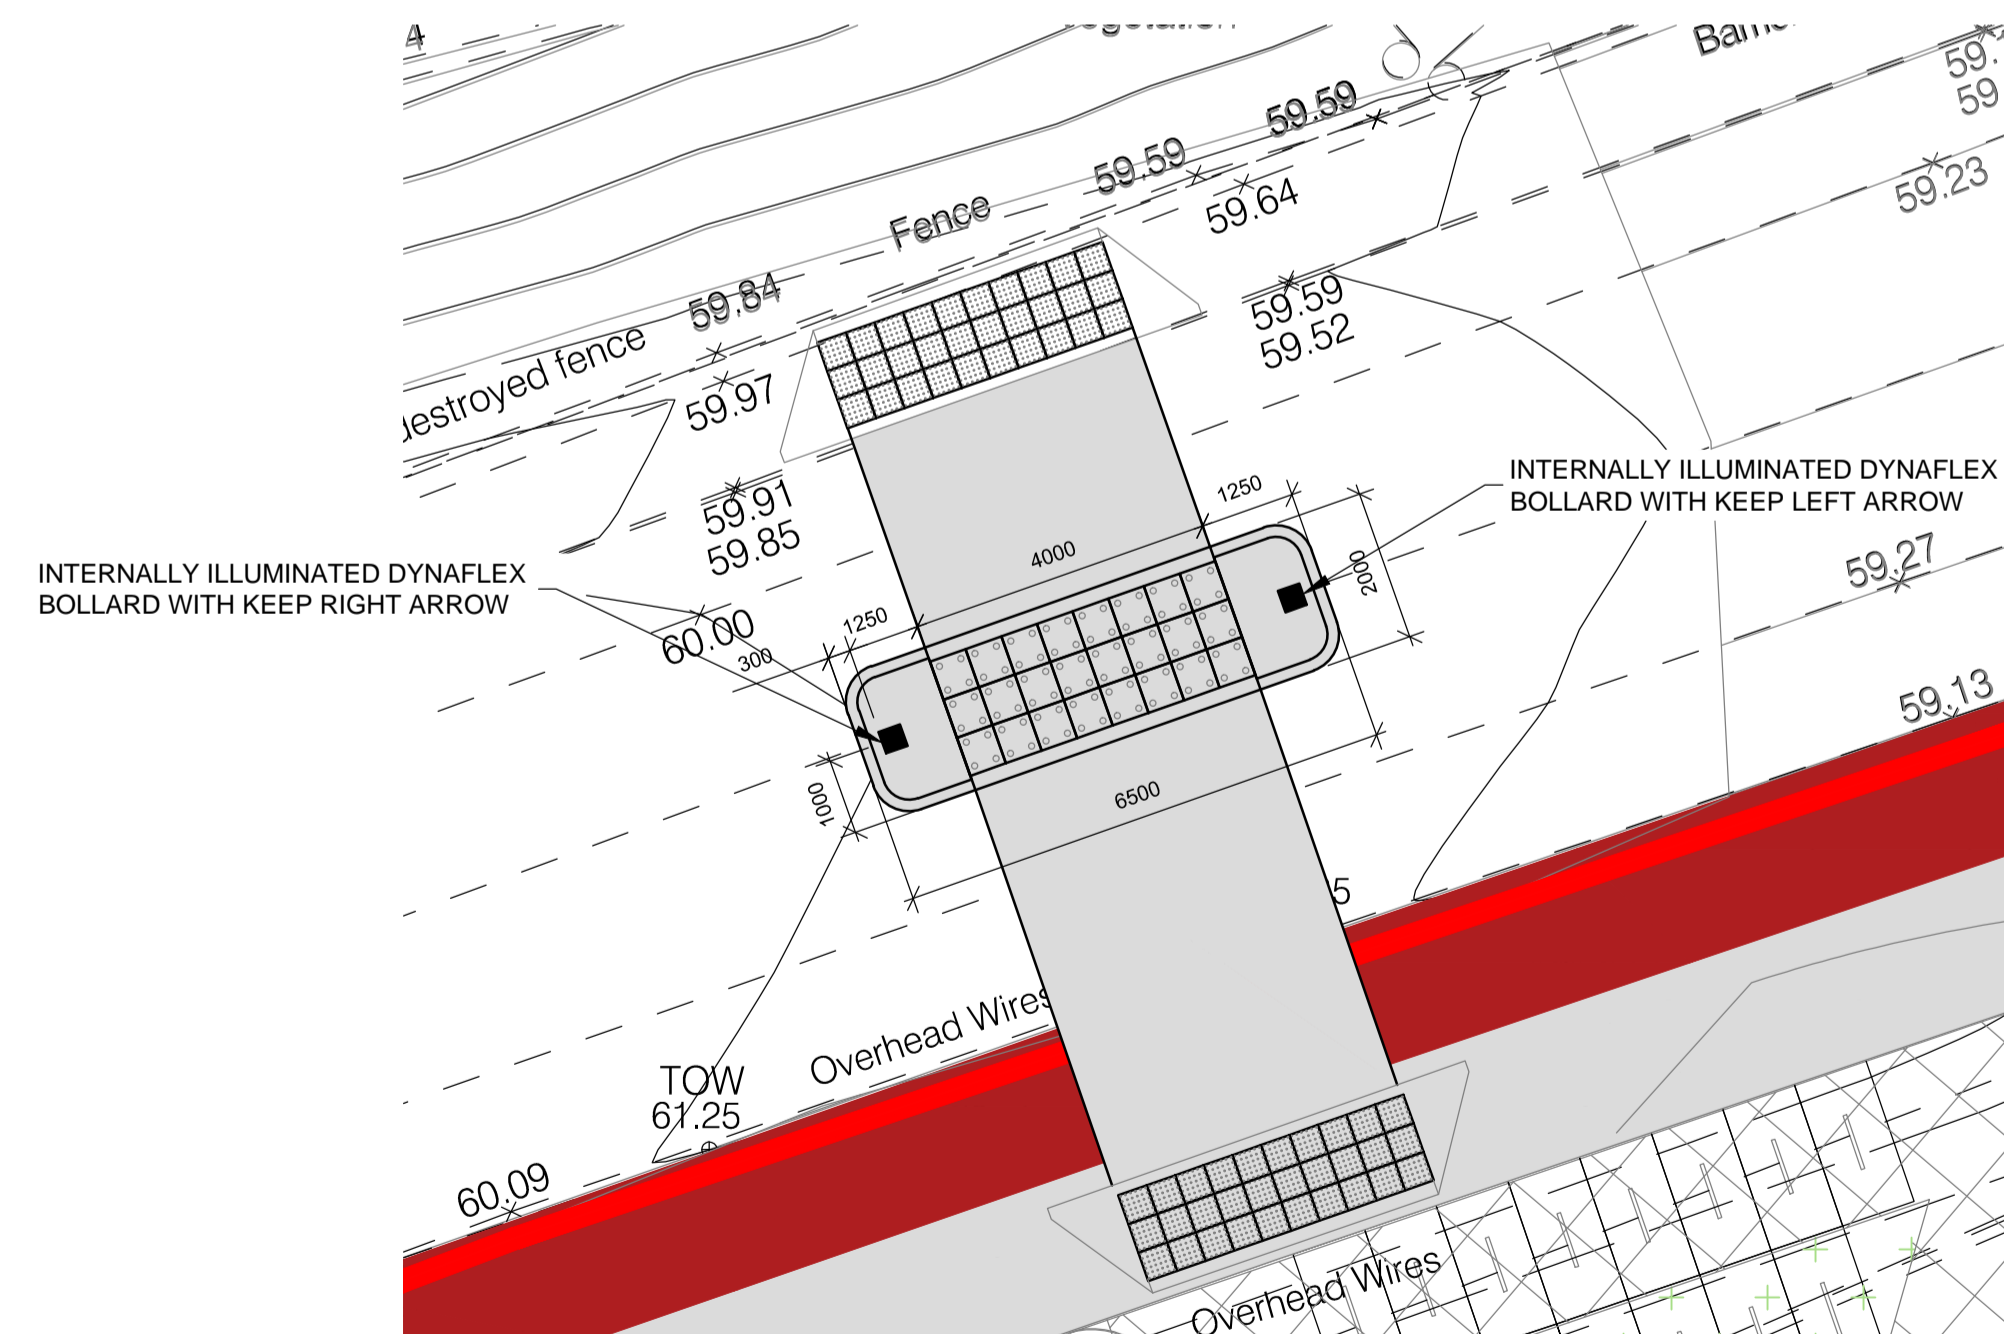 4
Fence
59.59
59.59
59.64
59.23
59.84
destroyed fence
59.97
59.59
59.52
59.91
59.85
INTERNALLY ILLUMINATED DYNAFLEX
BOLLARD WITH KEEP LEFT ARROW
1250
4000
2000
INTERNALLY ILLUMINATED DYNAFLEX
BOLLARD WITH KEEP RIGHT ARROW
1250
60.00
300
59.27
59.13
1000
6500
5
Overhead Wires
TOW
61.25
60.09
Overhead Wires